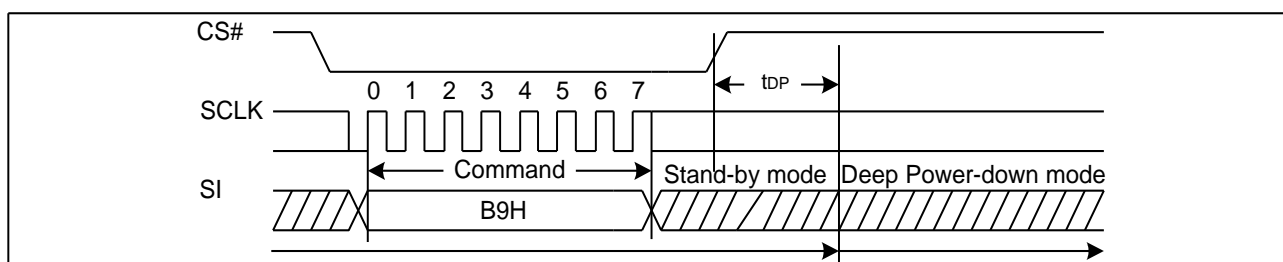 CS#
tDP
0 1 2 3 4 5 6 7
SCLK
Command
Stand-by mode Deep Power-down mode
SI
B9H